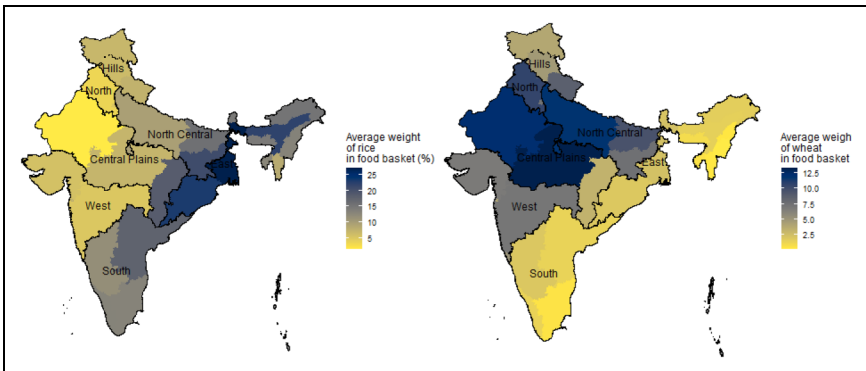 Hills
North
North Central
Central Plains
East
West
South
Average weight
of rice
in food basket (%)
25
20
15
10
5
Hills
North
North Central
Central Plains
East
West
South
Average weight
of wheat
in food basket
12.5
10.0
7.5
5.0
2.5